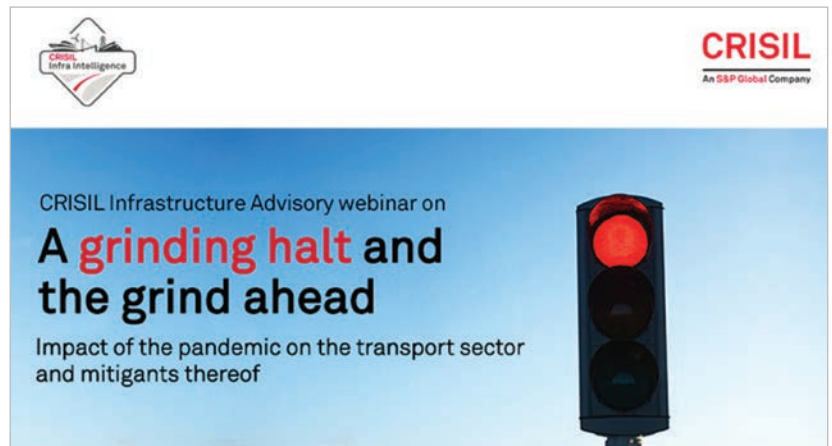 CRISIL
Infra Intelligence
CRISIL
An S&P Global Company
CRISIL Infrastructure Advisory webinar on
A grinding halt and
the grind ahead
Impact of the pandemic on the transport sector
and mitigants thereof